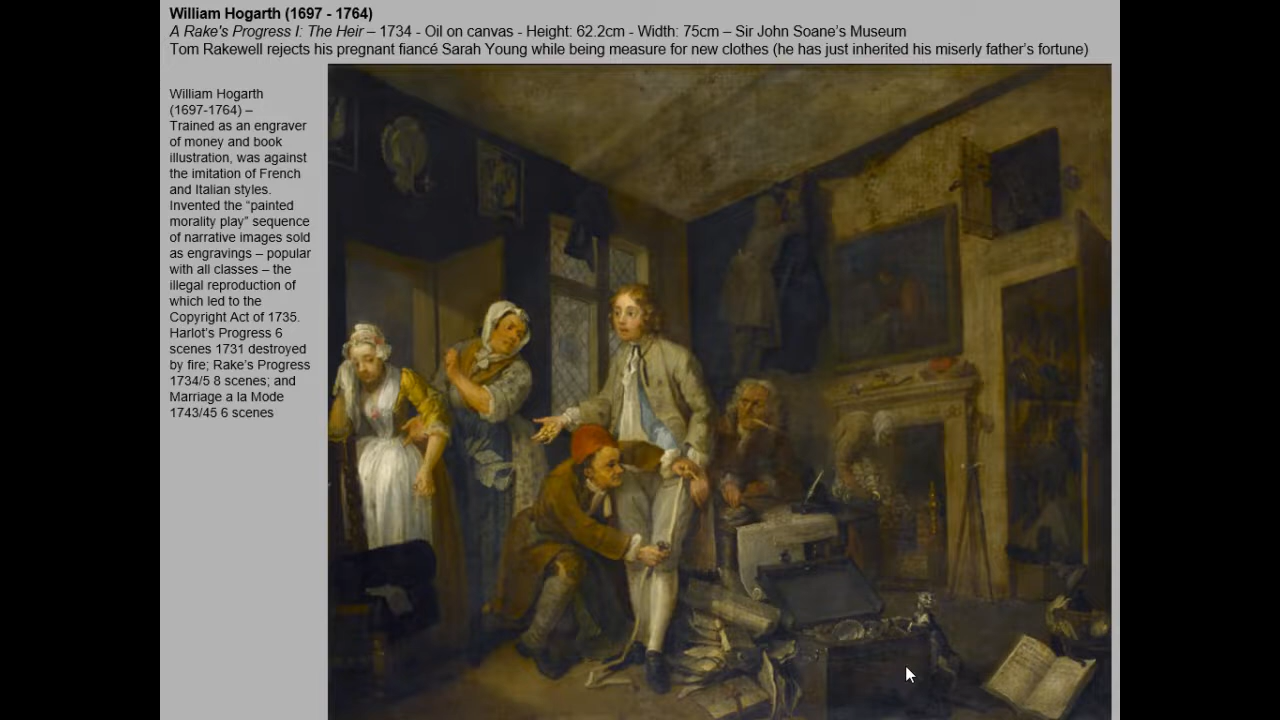 William Hogarth (1697 - 1764)
A Rake's Progress I: The Heir – 1734 - Oil on canvas - Height: 62.2cm - Width: 75cm – Sir John Soane's Museum
Tom Rakewell rejects his pregnant fiancé Sarah Young while being measure for new clothes (he has just inherited his miserly father's fortune)
William Hogarth
(1697-1764) –
Trained as an engraver
of money and book
illustration, was against
the imitation of French
and Italian styles.
Invented the "painted
morality play" sequence
of narrative images sold
as engravings – popular
with all classes – the
illegal reproduction of
which led to the
Copyright Act of 1735.
Harlot's Progress 6
scenes 1731 destroyed
by fire; Rake's Progress
1734/5 8 scenes; and
Marriage a la Mode
1743/45 6 scenes